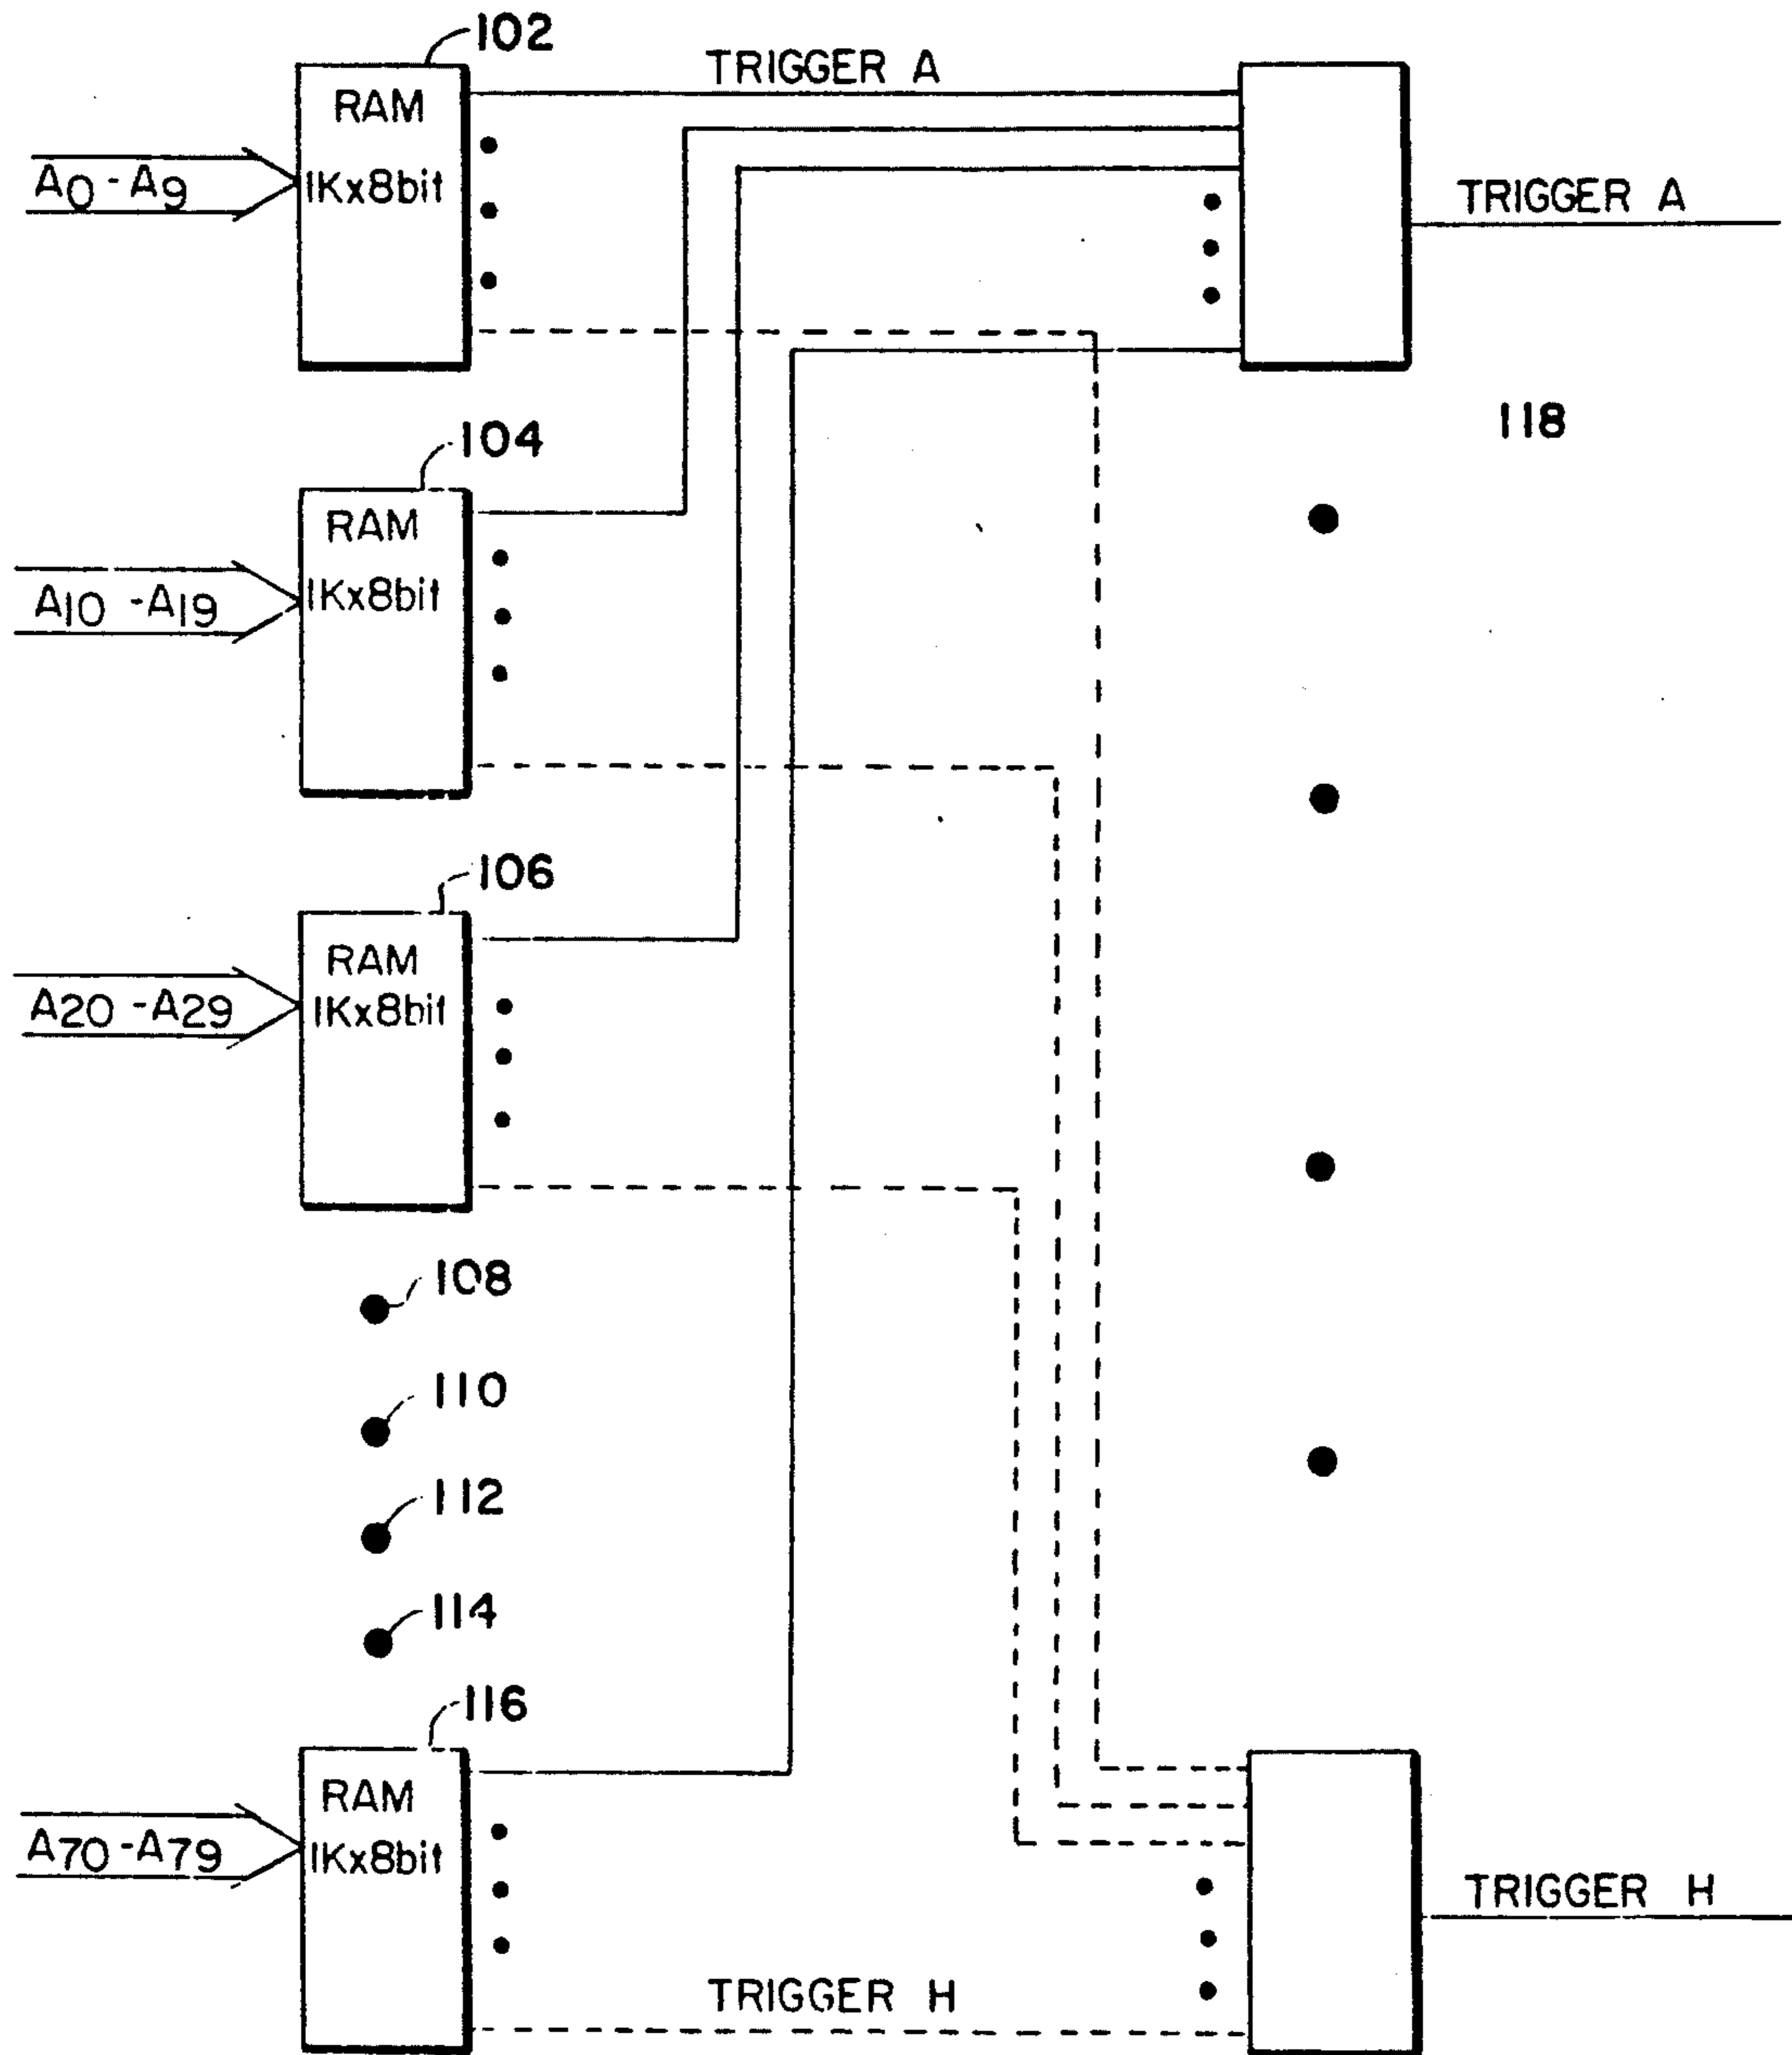 102
TRIGGER A
RAM
1Kx8bit
A0-A9
TRIGGER A
118
104
RAM
1Kx8bit
A10-A19
106
RAM
1Kx8bit
A20-A29
108
110
112
114
116
RAM
1Kx8bit
A70-A79
TRIGGER H
TRIGGER H